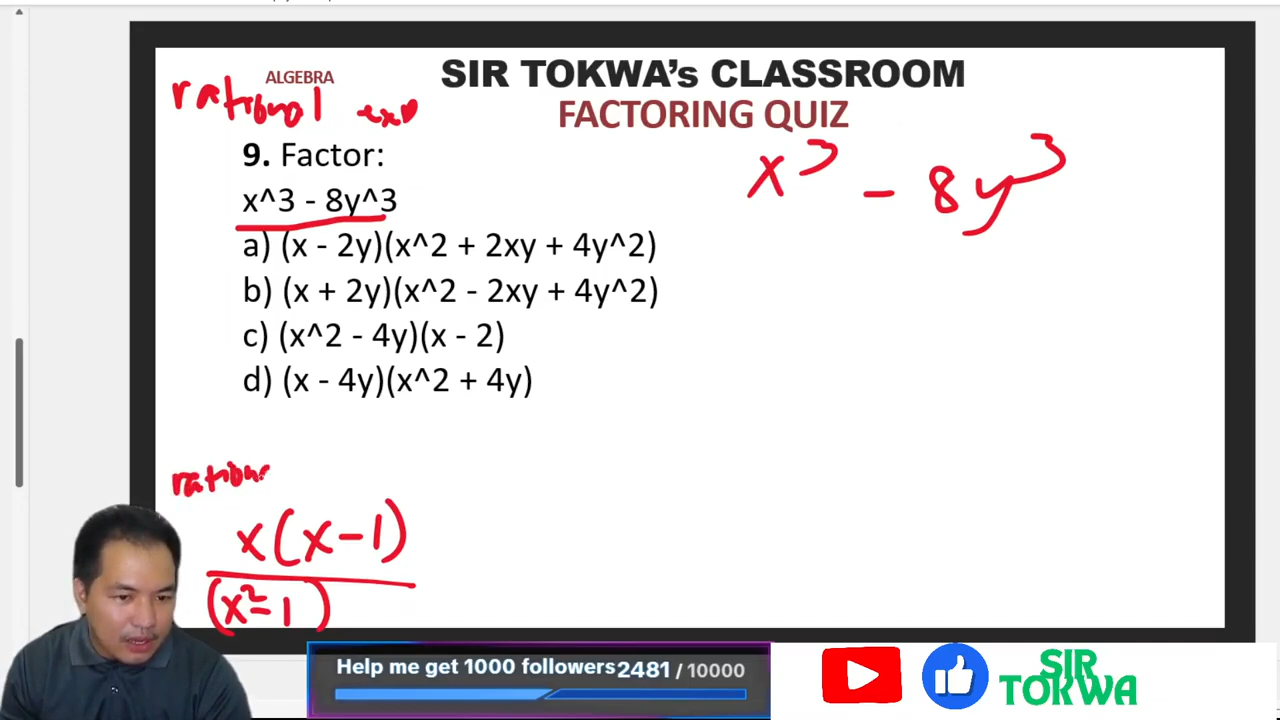 ALGEBRA
SIR TOKWA's CLASSROOM
FACTORING QUIZ
rational exp
9. Factor:
x^3 - 8y^3
a) (x - 2y)(x^2 + 2xy + 4y^2)
b) (x + 2y)(x^2 - 2xy + 4y^2)
c) (x^2 - 4y)(x - 2)
d) (x - 4y)(x^2 + 4y)
x³ - 8y³
x(x-1)
(x²-1)
Help me get 1000 followers 2481 / 10000
SIR
TOKWA